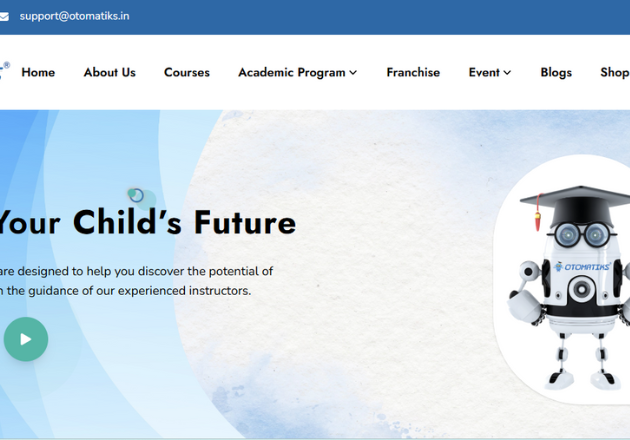 support@otomatiks.in
Home About Us Courses Academic Program Franchise Event Blogs Shop
Your Child's Future
are designed to help you discover the potential of
the guidance of our experienced instructors.
OTOMATIKS